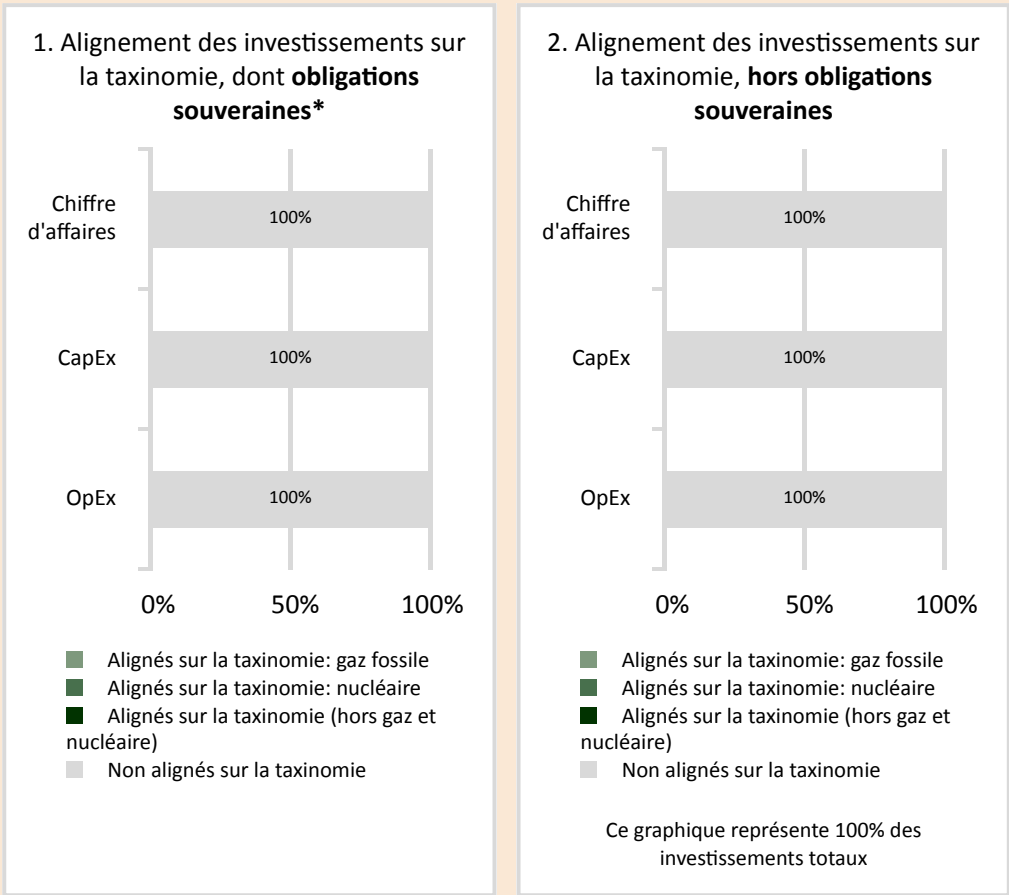 1. Alignement des investissements sur
la taxinomie, dont obligations
souveraines*
Chiffre
d'affaires
100%
CapEx
100%
OpEx
100%
0% 50% 100%
Alignés sur la taxinomie: gaz fossile
Alignés sur la taxinomie: nucléaire
Alignés sur la taxinomie (hors gaz et
nucléaire)
Non alignés sur la taxinomie
2. Alignement des investissements sur
la taxinomie, hors obligations
souveraines
Chiffre
d'affaires
100%
CapEx
100%
OpEx
100%
0% 50% 100%
Alignés sur la taxinomie: gaz fossile
Alignés sur la taxinomie: nucléaire
Alignés sur la taxinomie (hors gaz et
nucléaire)
Non alignés sur la taxinomie
Ce graphique représente 100% des
investissements totaux